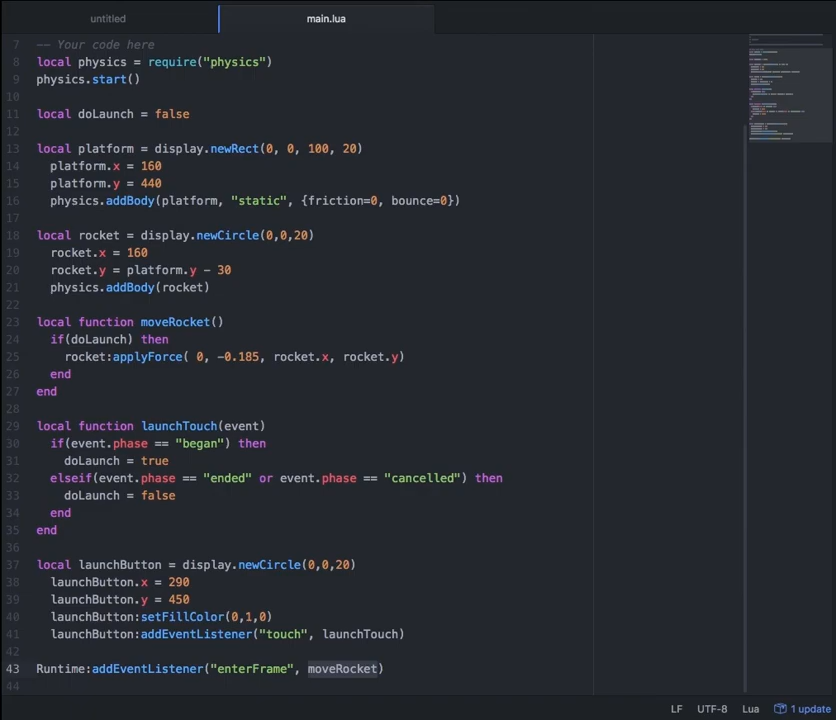 untitled
main.lua
7 -- Your code here
8 local physics = require("physics")
9 physics.start()
10
11 local doLaunch = false
12
13 local platform = display.newRect(0, 0, 100, 20)
14 platform.x = 160
15 platform.y = 440
16 physics.addBody(platform, "static", {friction=0, bounce=0})
17
18 local rocket = display.newCircle(0,0,20)
19 rocket.x = 160
20 rocket.y = platform.y - 30
21 physics.addBody(rocket)
22
23 local function moveRocket()
24 if(doLaunch) then
25 rocket:applyForce( 0, -0.185, rocket.x, rocket.y)
26 end
27 end
28
29 local function launchTouch(event)
30 if(event.phase == "began") then
31 doLaunch = true
32 elseif(event.phase == "ended" or event.phase == "cancelled") then
33 doLaunch = false
34 end
35 end
36
37 local launchButton = display.newCircle(0,0,20)
38 launchButton.x = 290
39 launchButton.y = 450
40 launchButton:setFillColor(0,1,0)
41 launchButton:addEventListener("touch", launchTouch)
42
43 Runtime:addEventListener("enterFrame", moveRocket)
44
LF UTF-8 Lua 1 update